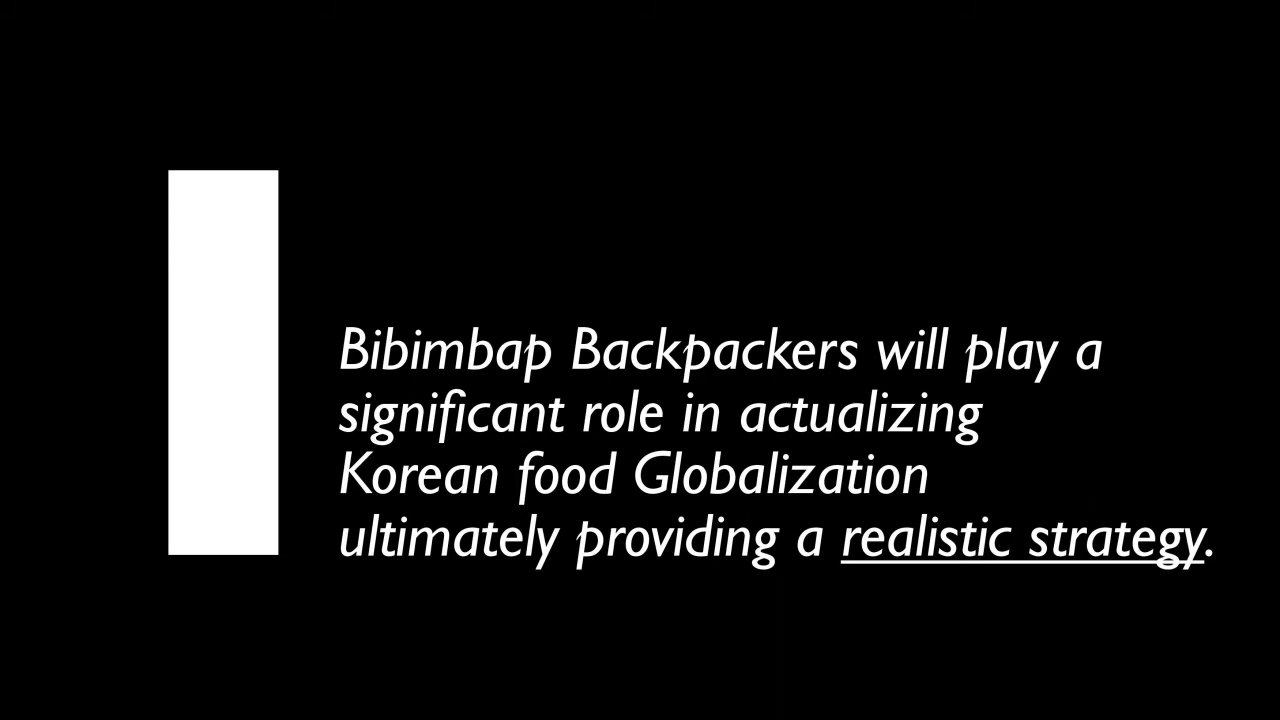 Bibimbap Backpackers will play a
significant role in actualizing
Korean food Globalization
ultimately providing a realistic strategy.